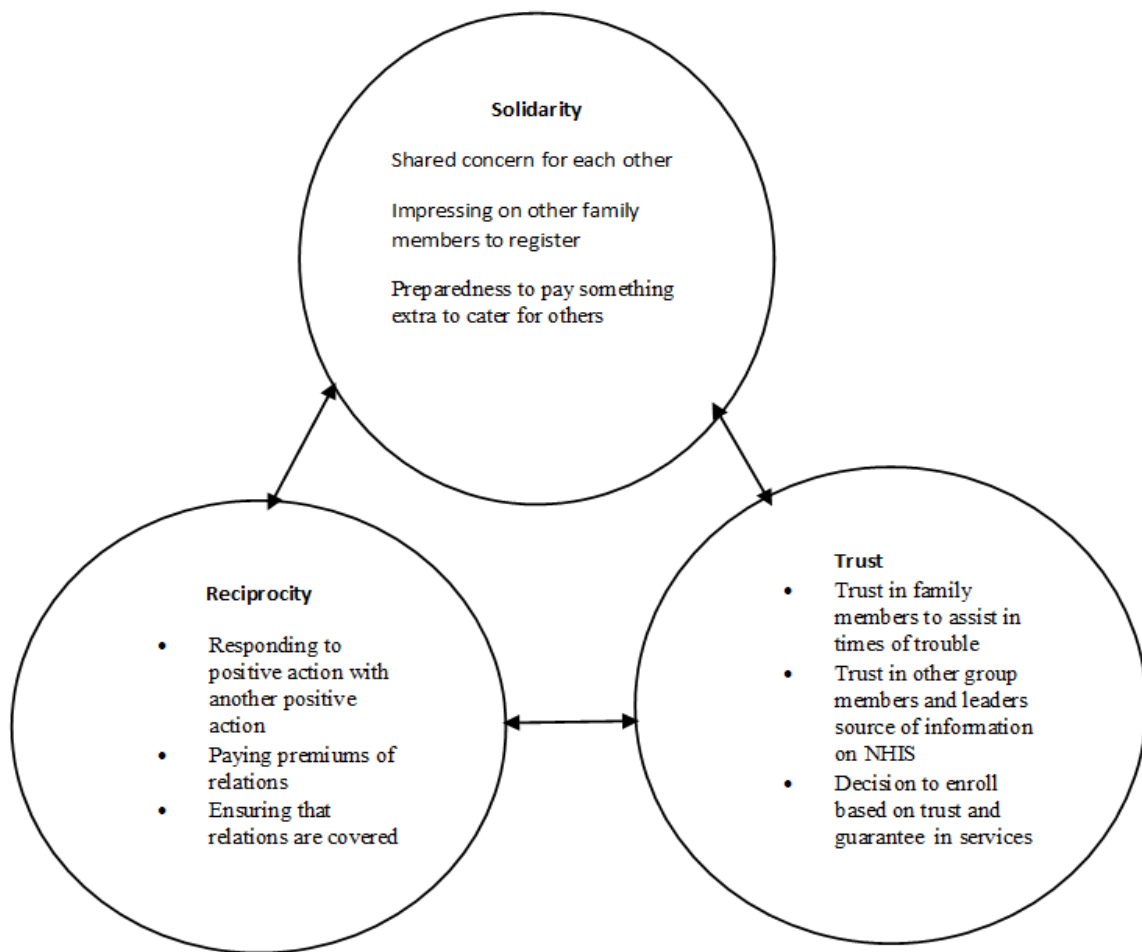 Solidarity
Shared concern for each other
Impressing on other family
members to register
Preparedness to pay something
extra to cater for others
Reciprocity
• Responding to
positive action with
another positive
action
• Paying premiums of
relations
• Ensuring that
relations are covered
Trust
• Trust in family
members to assist in
times of trouble
• Trust in other group
members and leaders
source of information
on NHIS
• Decision to enroll
based on trust and
guarantee in services